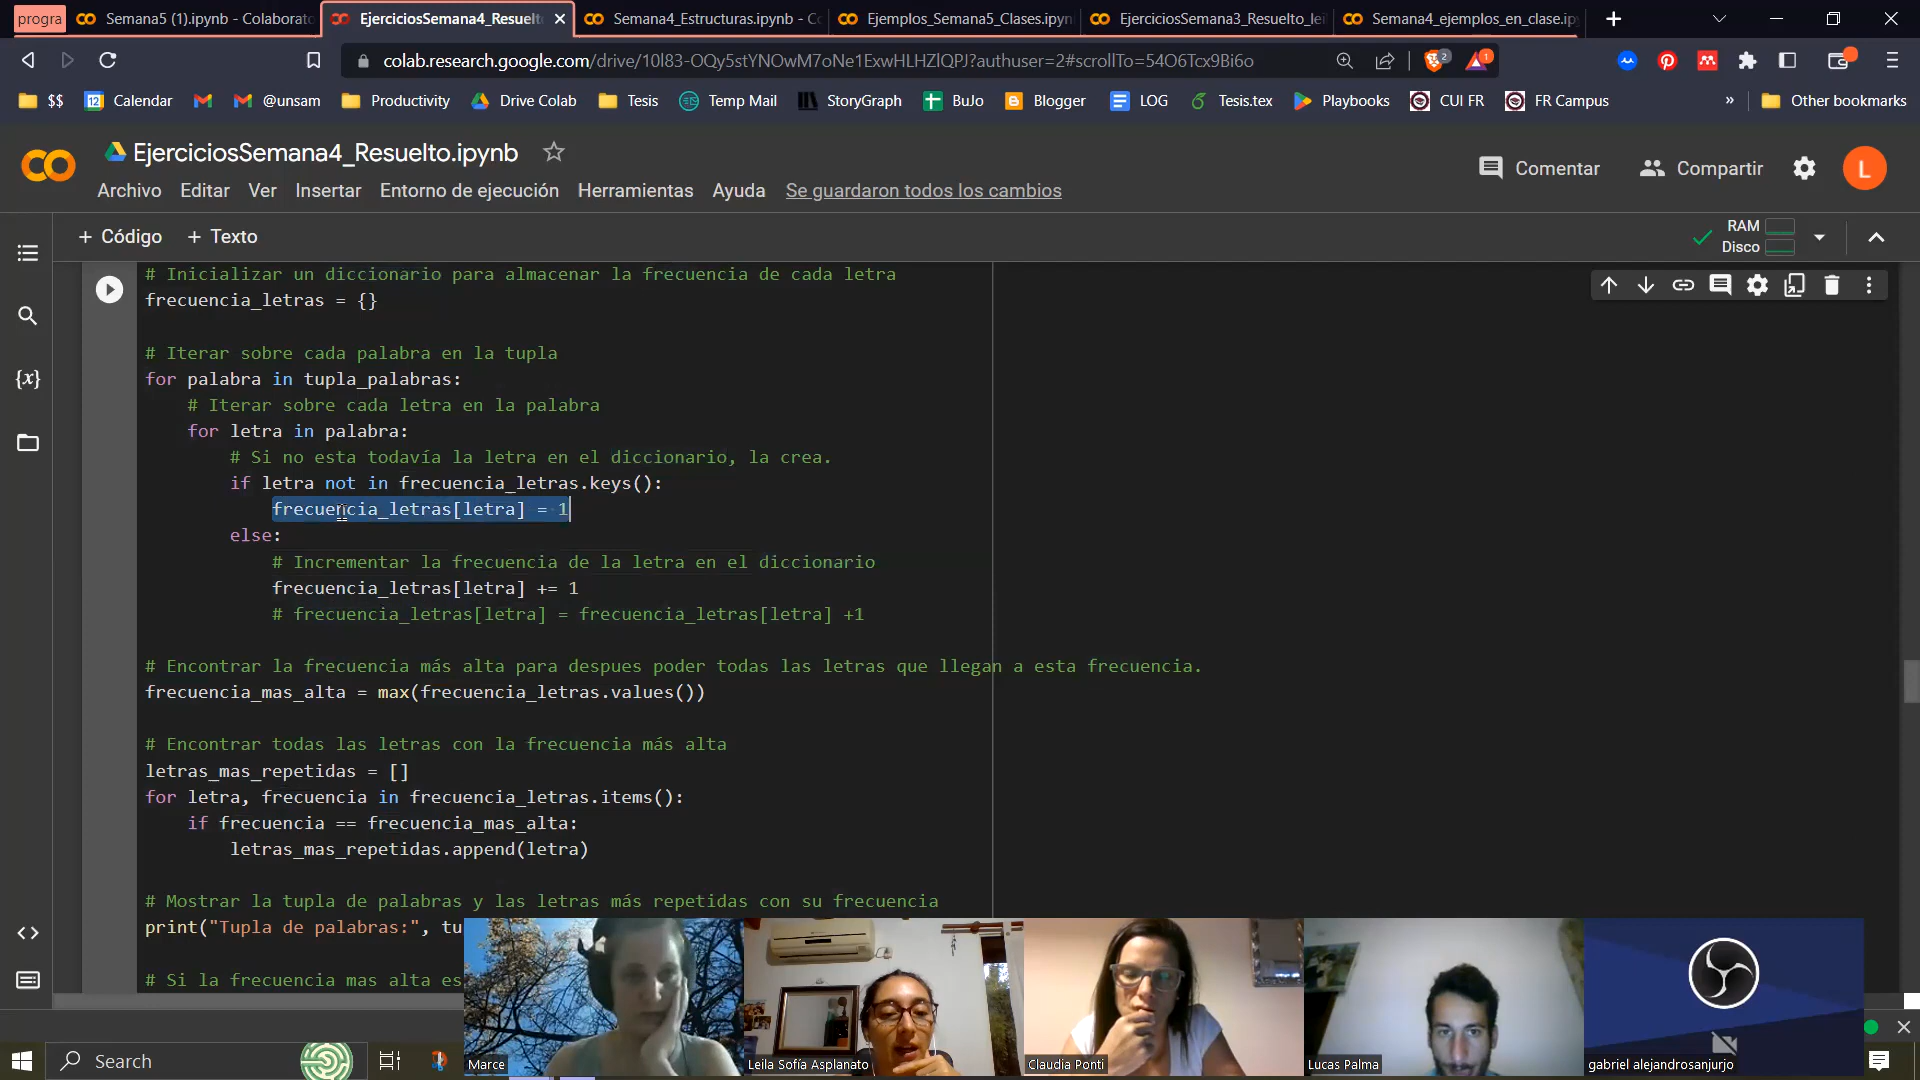 progra
Semana5 (1).ipynb - Colaborato
EjerciciosSemana4_Resuelt
Semana4_Estructuras.ipynb - Co
Ejemplos_Semana5_Clases.ipyn
EjerciciosSemana3_Resuelto_lei
Semana4_ejemplos_en_clase.ip
colab.research.google.com/drive/10l83-OQy5stYNOwM7oNe1ExwHLHZlQPJ?authuser=2#scrollTo=54O6Tcx9Bi6o
2
1
$$
12
Calendar
@unsam
Productivity
Drive Colab
Tesis
Temp Mail
StoryGraph
BuJo
Blogger
LOG
Tesis.tex
Playbooks
CUI FR
FR Campus
»
Other bookmarks
EjerciciosSemana4_Resuelto.ipynb
Comentar
Compartir
L
Archivo Editar Ver Insertar Entorno de ejecución Herramientas Ayuda Se guardaron todos los cambios
+ Código + Texto
RAM
Disco
# Inicializar un diccionario para almacenar la frecuencia de cada letra
frecuencia_letras = {}
# Iterar sobre cada palabra en la tupla
for palabra in tupla_palabras:
# Iterar sobre cada letra en la palabra
for letra in palabra:
# Si no esta todavía la letra en el diccionario, la crea.
if letra not in frecuencia_letras.keys():
frecuencia_letras[letra] = 1
else:
# Incrementar la frecuencia de la letra en el diccionario
frecuencia_letras[letra] += 1
# frecuencia_letras[letra] = frecuencia_letras[letra] +1
# Encontrar la frecuencia más alta para despues poder todas las letras que llegan a esta frecuencia.
frecuencia_mas_alta = max(frecuencia_letras.values())
# Encontrar todas las letras con la frecuencia más alta
letras_mas_repetidas = []
for letra, frecuencia in frecuencia_letras.items():
if frecuencia == frecuencia_mas_alta:
letras_mas_repetidas.append(letra)
# Mostrar la tupla de palabras y las letras más repetidas con su frecuencia
print("Tupla de palabras:", tu
# Si la frecuencia mas alta es
Marce
Leila Sofía Asplanato
Claudia Ponti
Lucas Palma
gabriel alejandrosanjurjo
Search